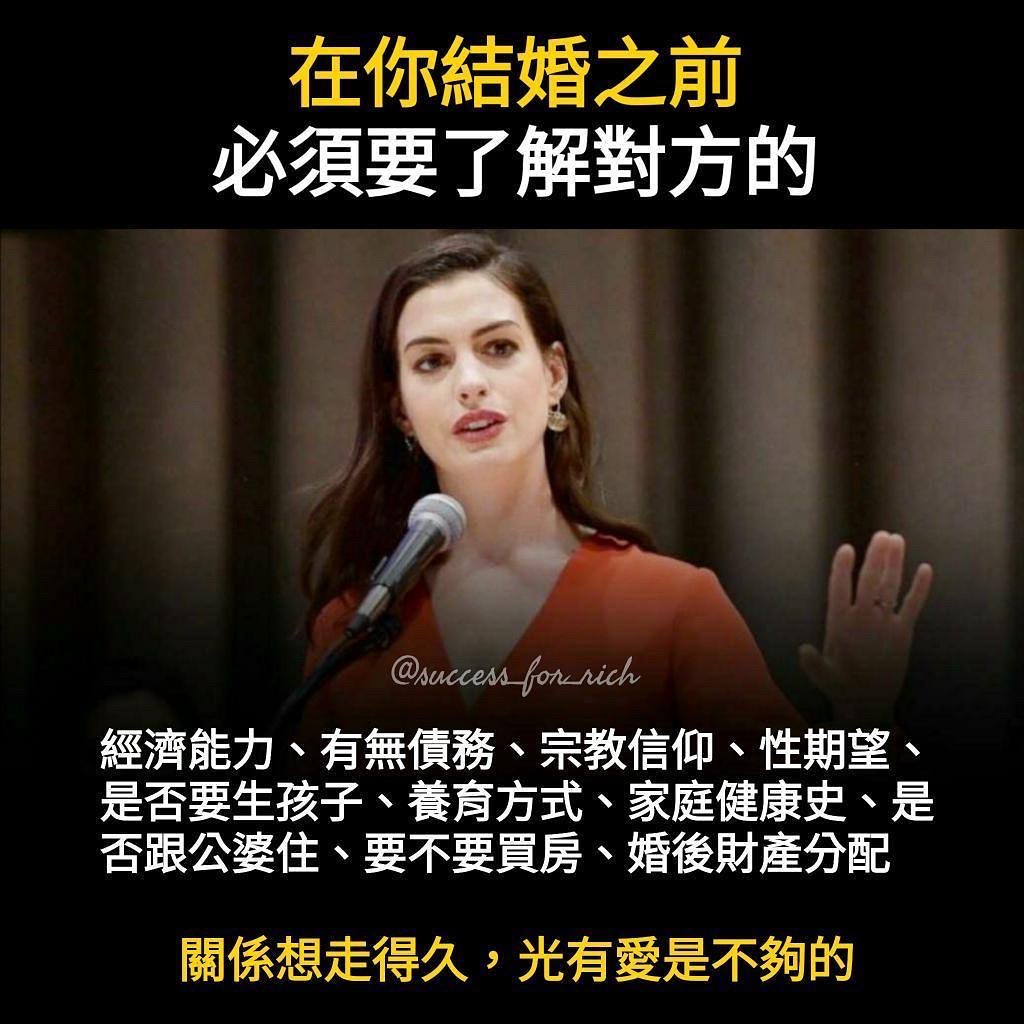 在你結婚之前
必須要了解對方的
@success_for_rich
經濟能力、有無債務、宗教信仰、性期望、
是否要生孩子、養育方式、家庭健康史、是
否跟公婆住、要不要買房、婚後財產分配
關係想走得久，光有愛是不夠的